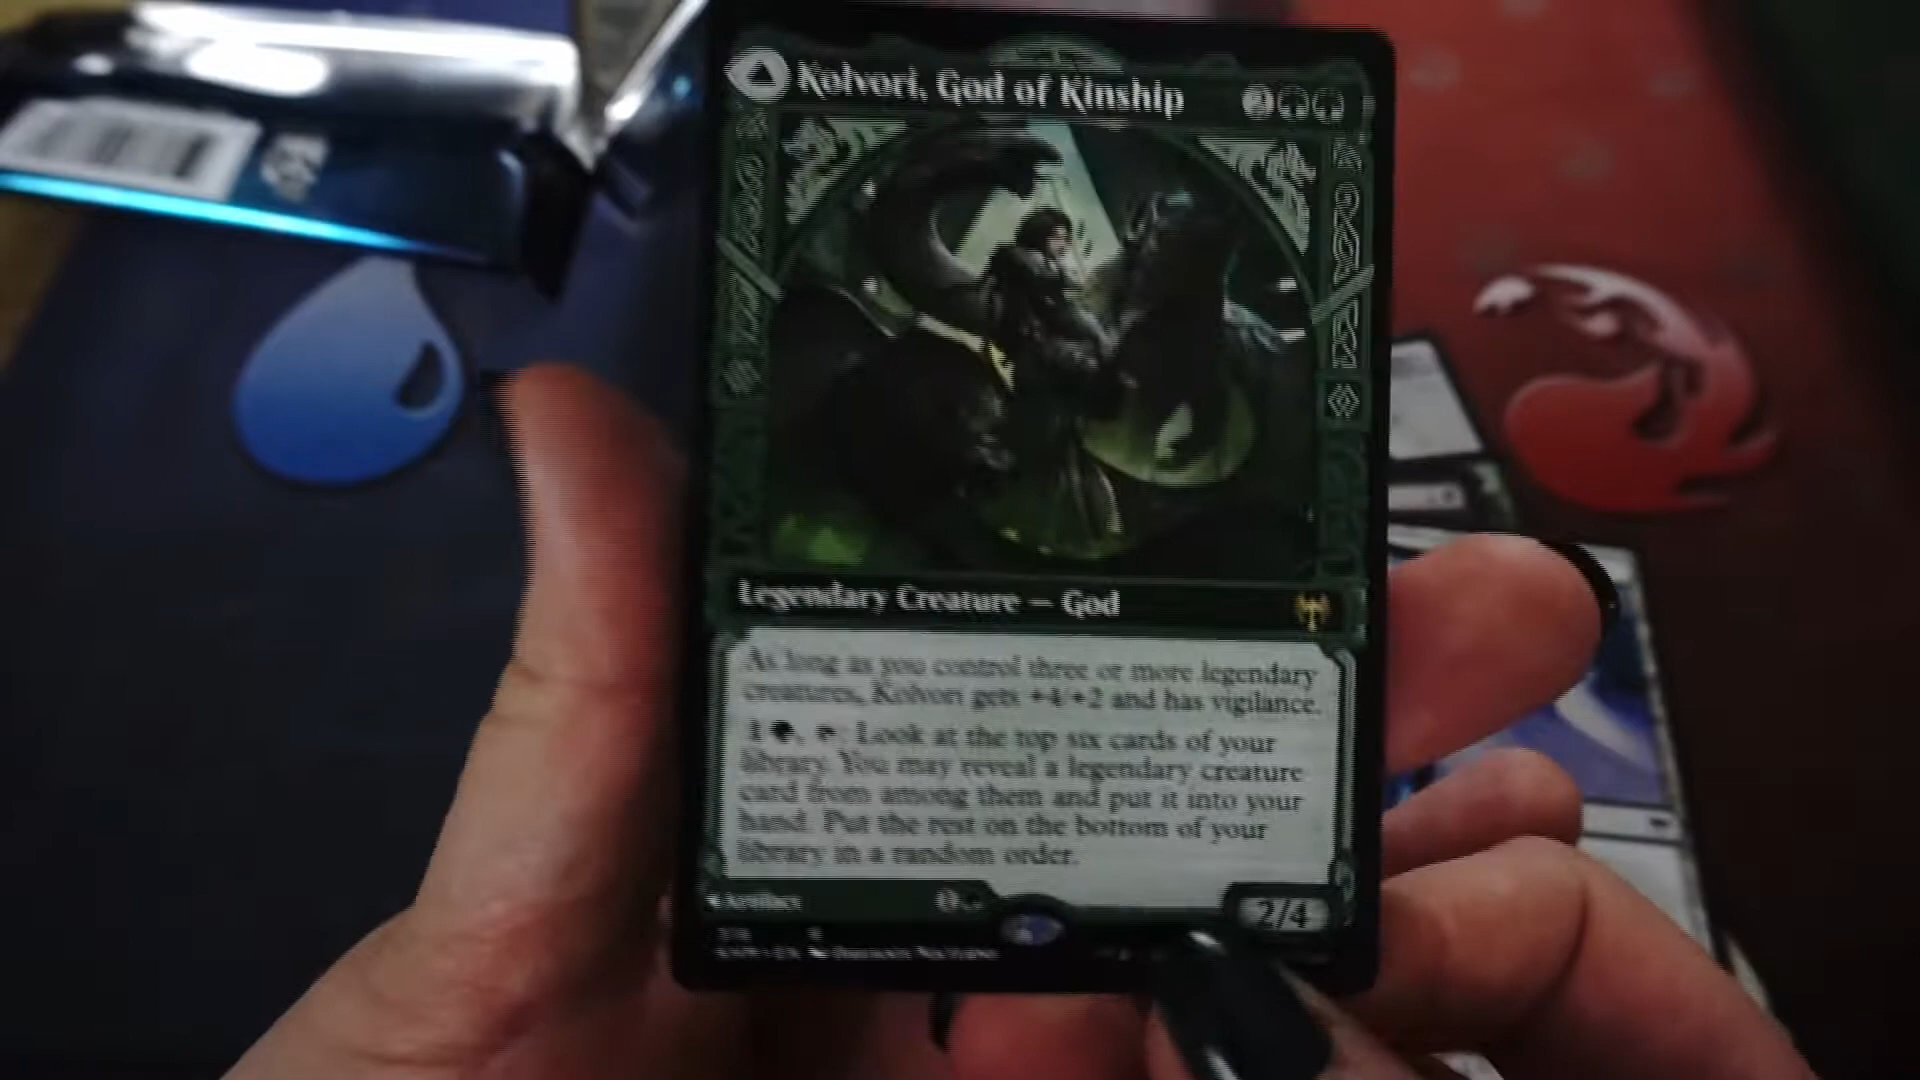 Kolvori, God of Kinship 2
Legendary Creature — God
As long as you control three or more legendary
creatures, Kolvori gets +4/+2 and has vigilance.
1 , : Look at the top six cards of your
library. You may reveal a legendary creature
card from among them and put it into your
hand. Put the rest on the bottom of your
library in a random order.
Artifact
2/4